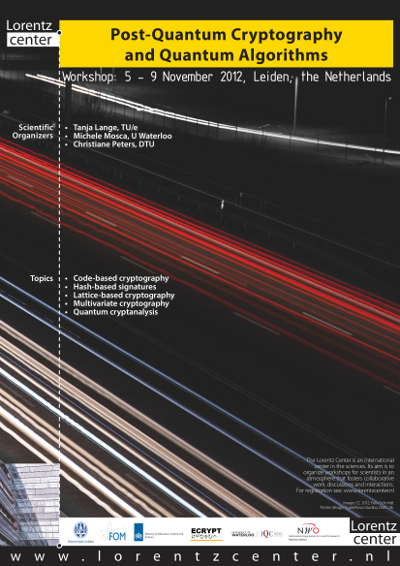 Lorentz
center
Post-Quantum Cryptography
and Quantum Algorithms
Workshop: 5 - 9 November 2012, Leiden, the Netherlands
Scientific
Organizers
• Tanja Lange, TU/e
• Michele Mosca, U Waterloo
• Christiane Peters, DTU
Topics
• Code-based cryptography
• Hash-based signatures
• Lattice-based cryptography
• Multivariate cryptography
• Quantum cryptanalysis
The Lorentz Center is an international
center in the sciences. Its aim is to
organize workshops for scientists in an
atmosphere that fosters collaborative
work, discussions and interactions.
For registration see: www.lorentzcenter.nl
FOM
ECRYPT
WATERLOO
IQC
NWO
Lorentz
center
www.lorentzcenter.nl